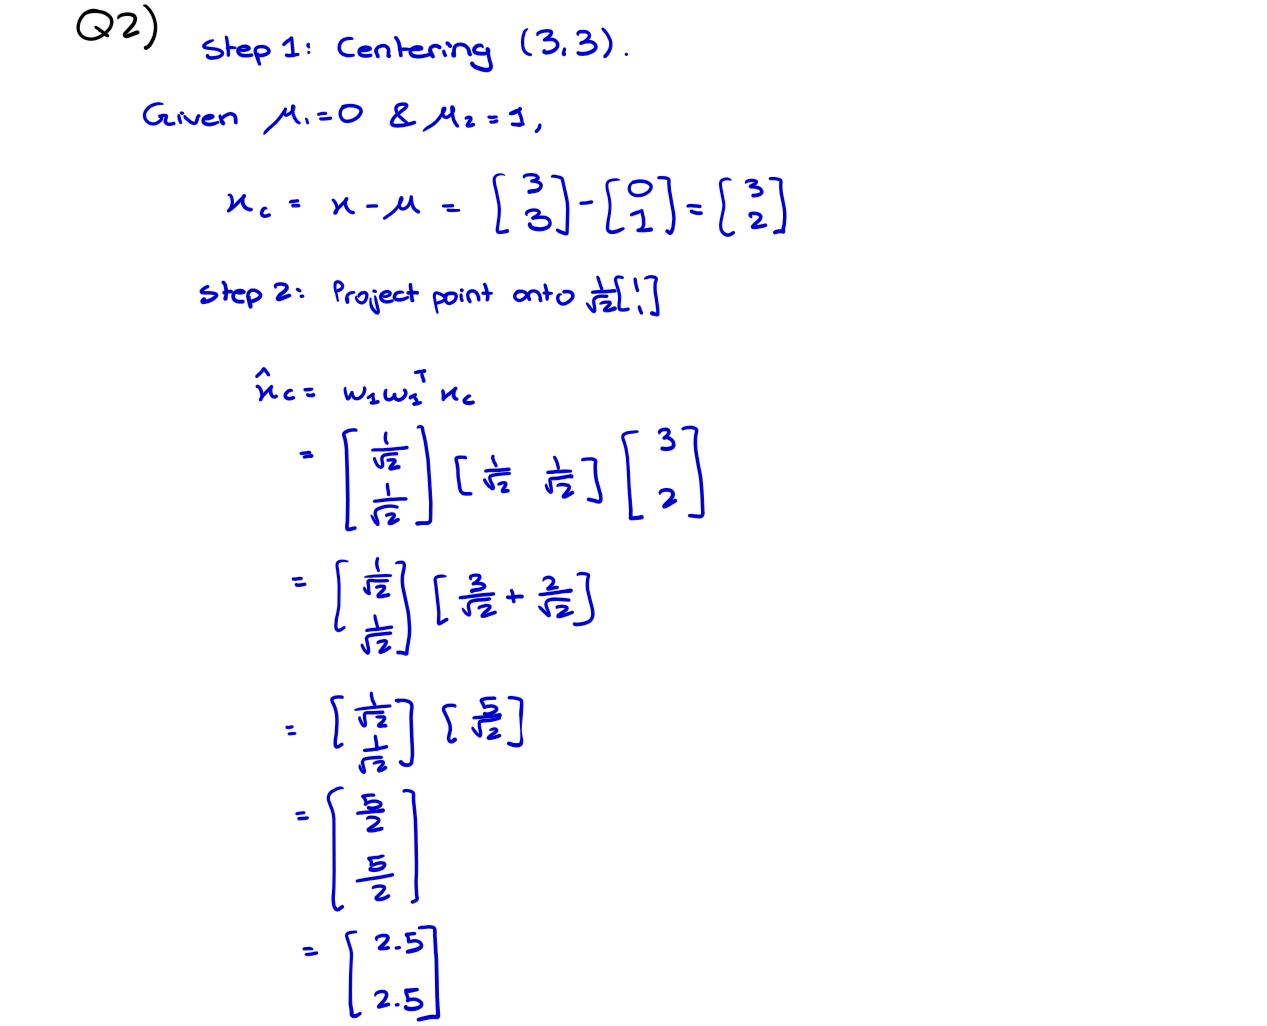 Q2)
Step 1: Centering (3,3).
Given μ₁=0 & μ₂=1,
x_c = x - μ = [3 3] - [0 1] = [3 2]
Step 2: Project point onto 1/√2 [1 1]
x̂_c = w₁w₁ᵀ x_c
= [1/√2 1/√2] [1/√2 1/√2] [3 2]
= [1/√2 1/√2] [3/√2 + 2/√2]
= [1/√2 1/√2] [5/√2]
= [5/2 5/2]
= [2.5 2.5]